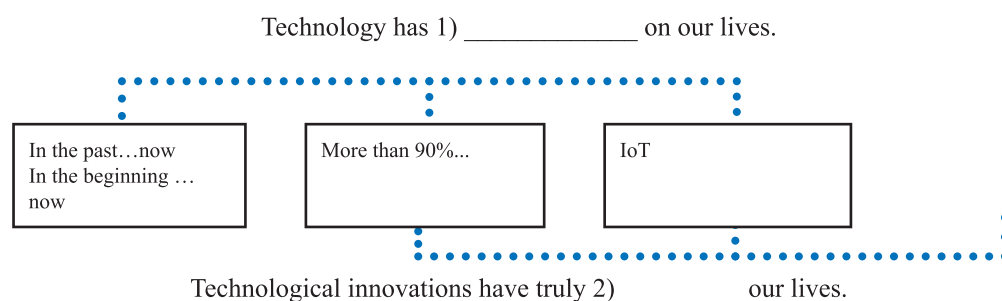 Technology has 1) _____________ on our lives.
In the past…now
In the beginning …
now
More than 90%...
IoT
Technological innovations have truly 2) our lives.